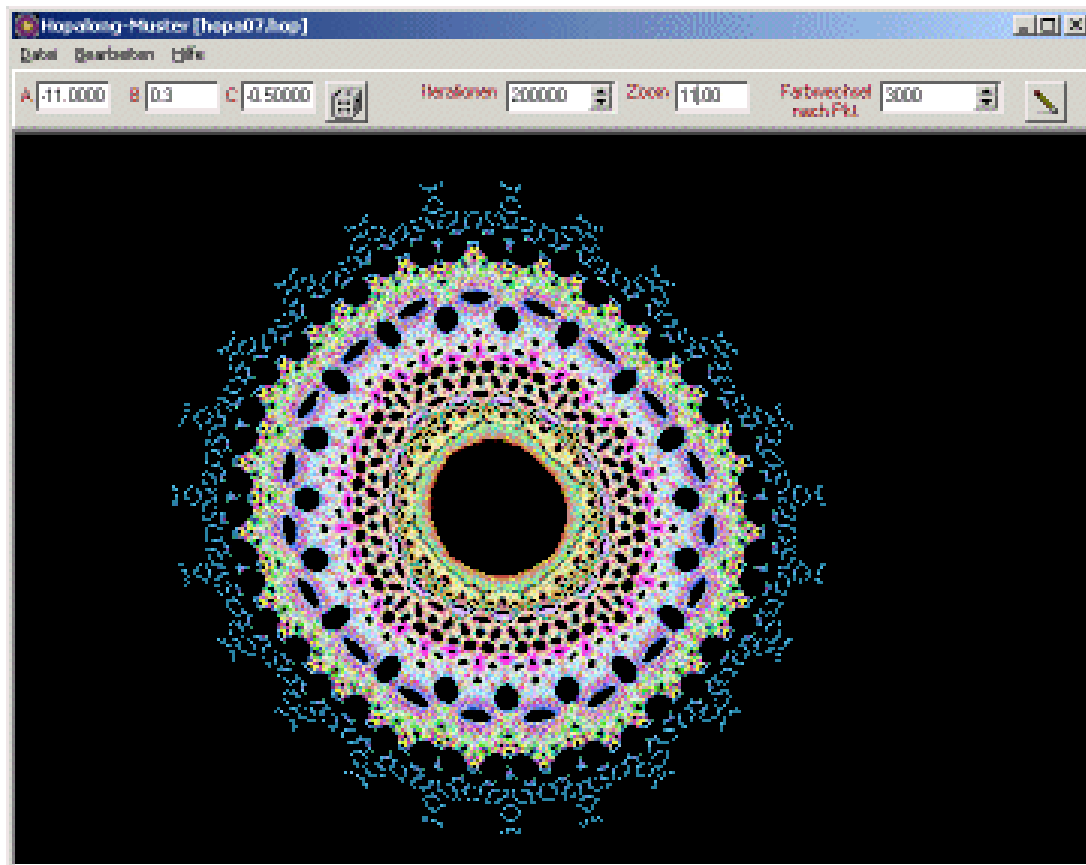 Hopalong-Muster [hopa07.hop]
Datei Bearbeiten Hilfe
A -11.0000 B 0.3 C -0.50000 Iterationen 200000 Zoom 11.00 Farbwechsel nach Pkt. 3000